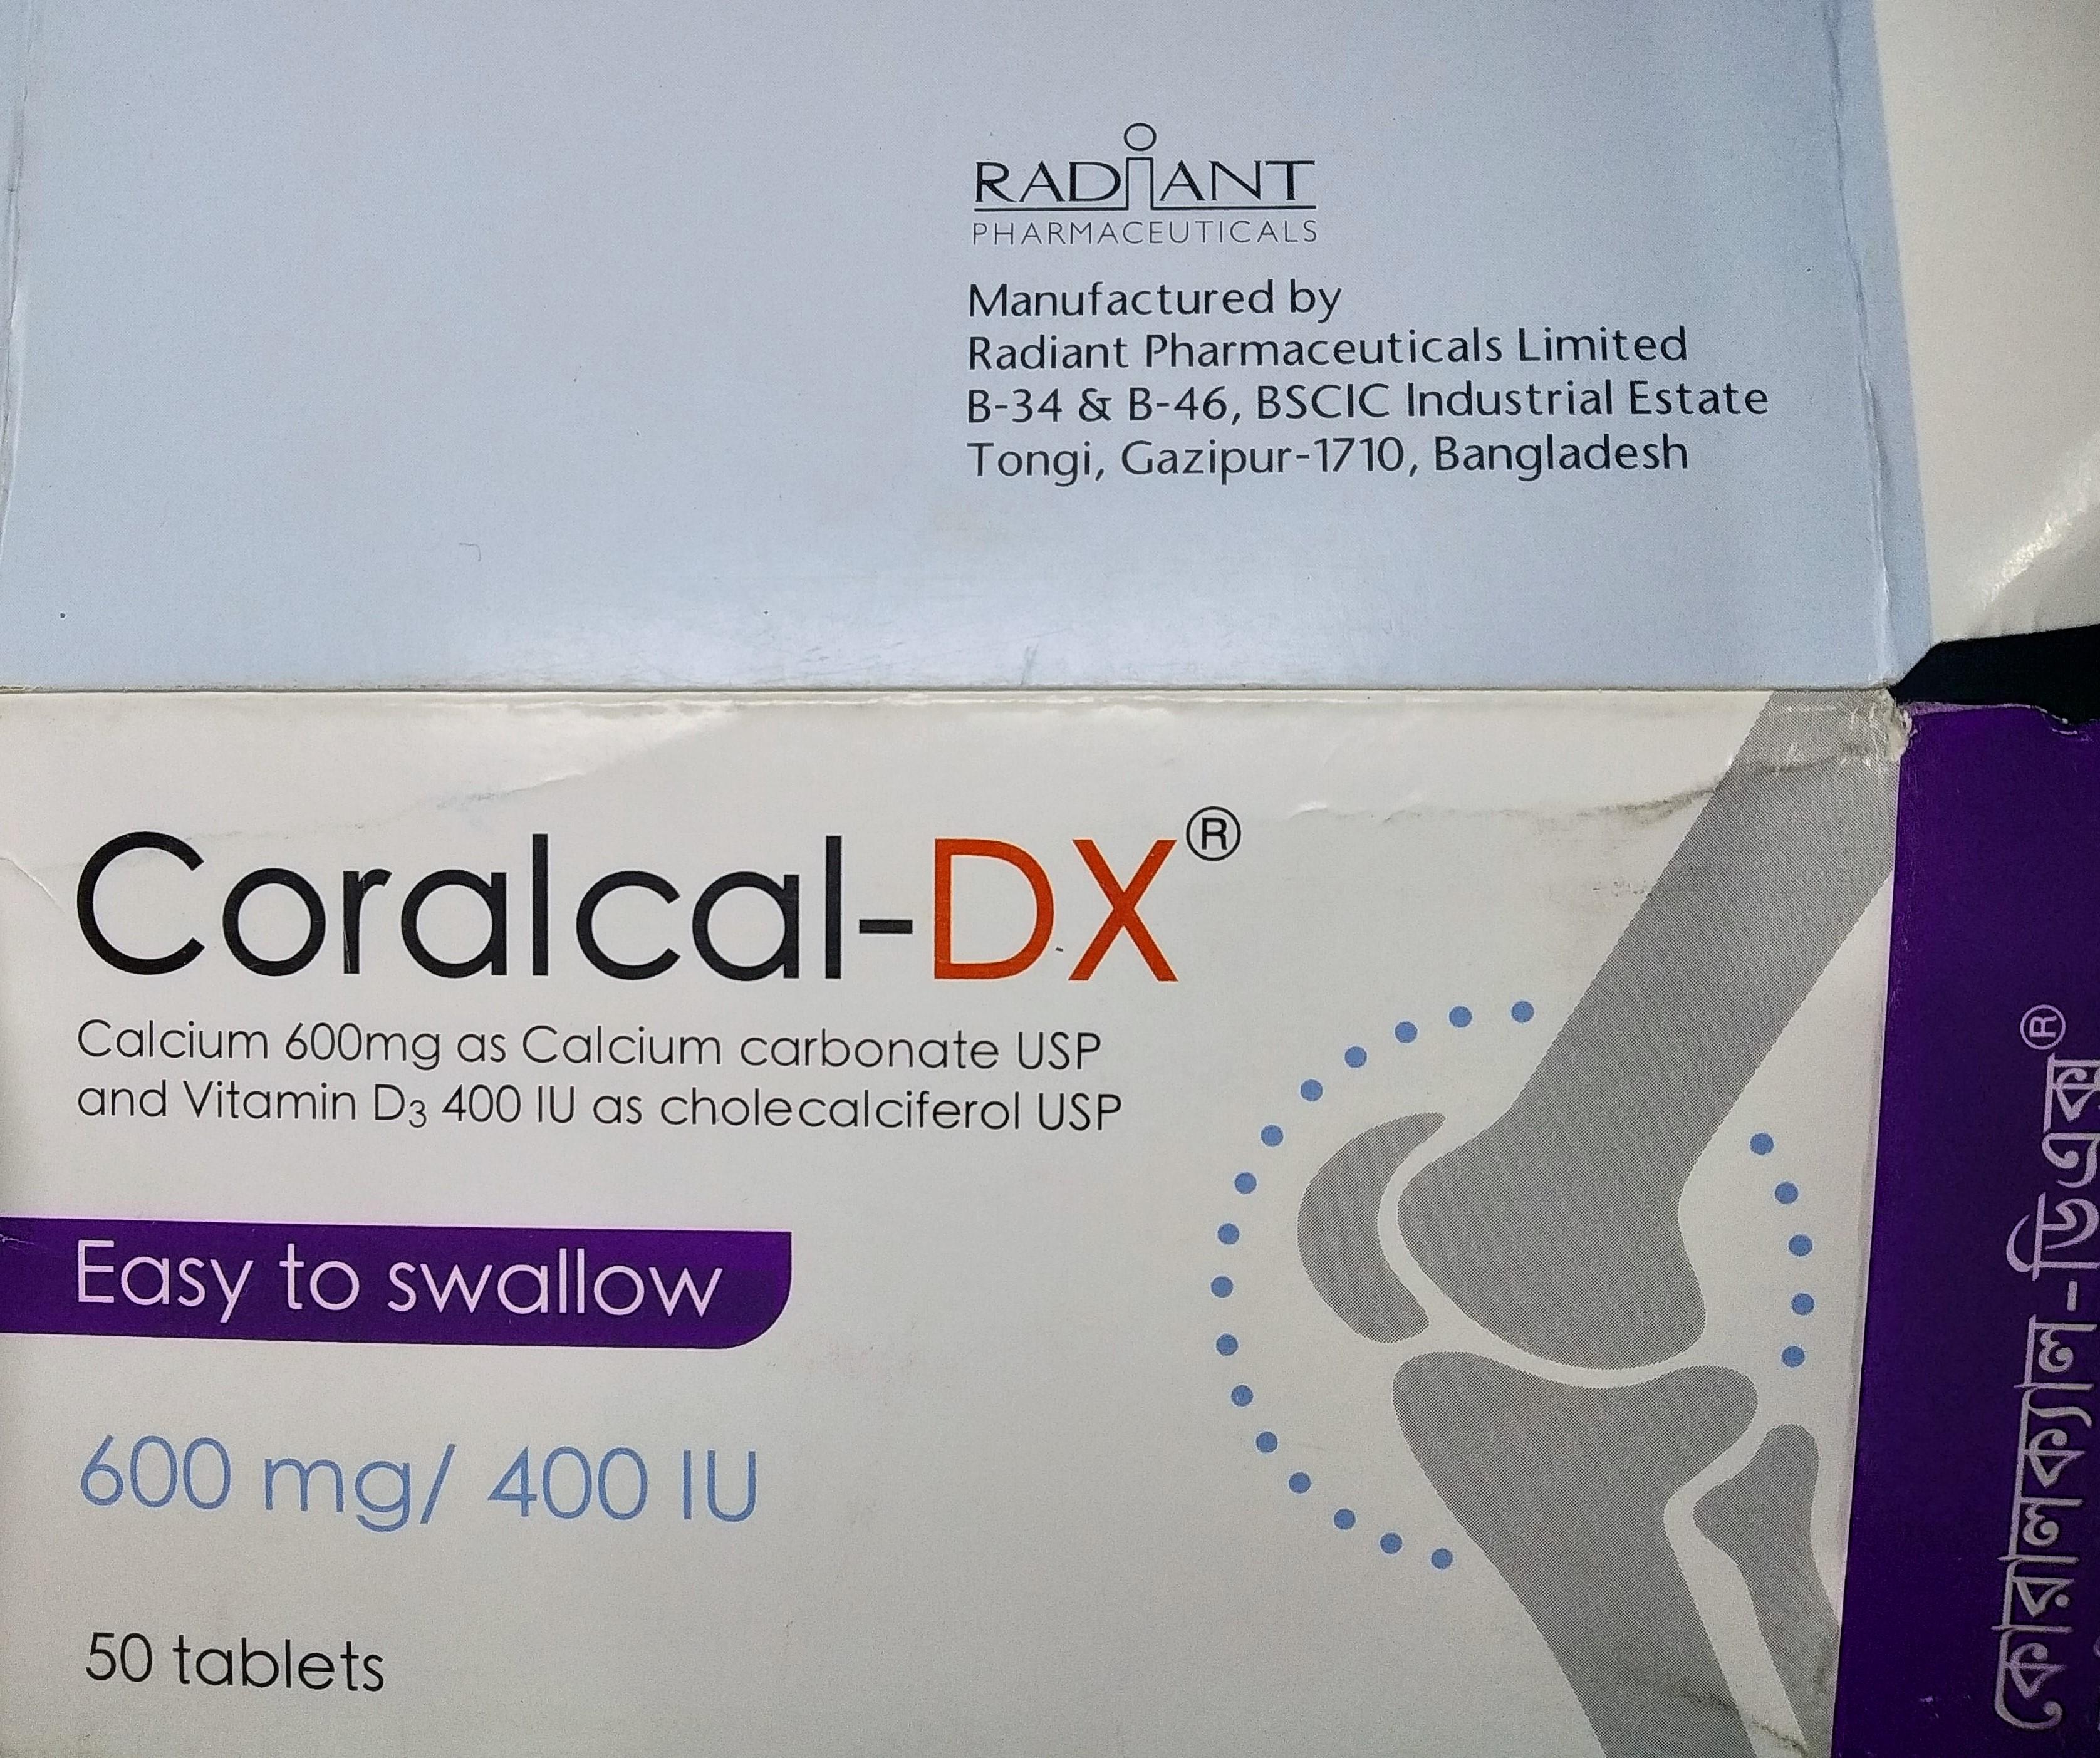 RADiANT
PHARMACEUTICALS
Manufactured by
Radiant Pharmaceuticals Limited
B-34 & B-46, BSCIC Industrial Estate
Tongi, Gazipur-1710, Bangladesh
Coralcal-DX®
Calcium 600mg as Calcium carbonate USP
and Vitamin D3 400 IU as cholecalciferol USP
Easy to swallow
600 mg/ 400 IU
50 tablets
কোরালক্যাল-ডিএক্স®